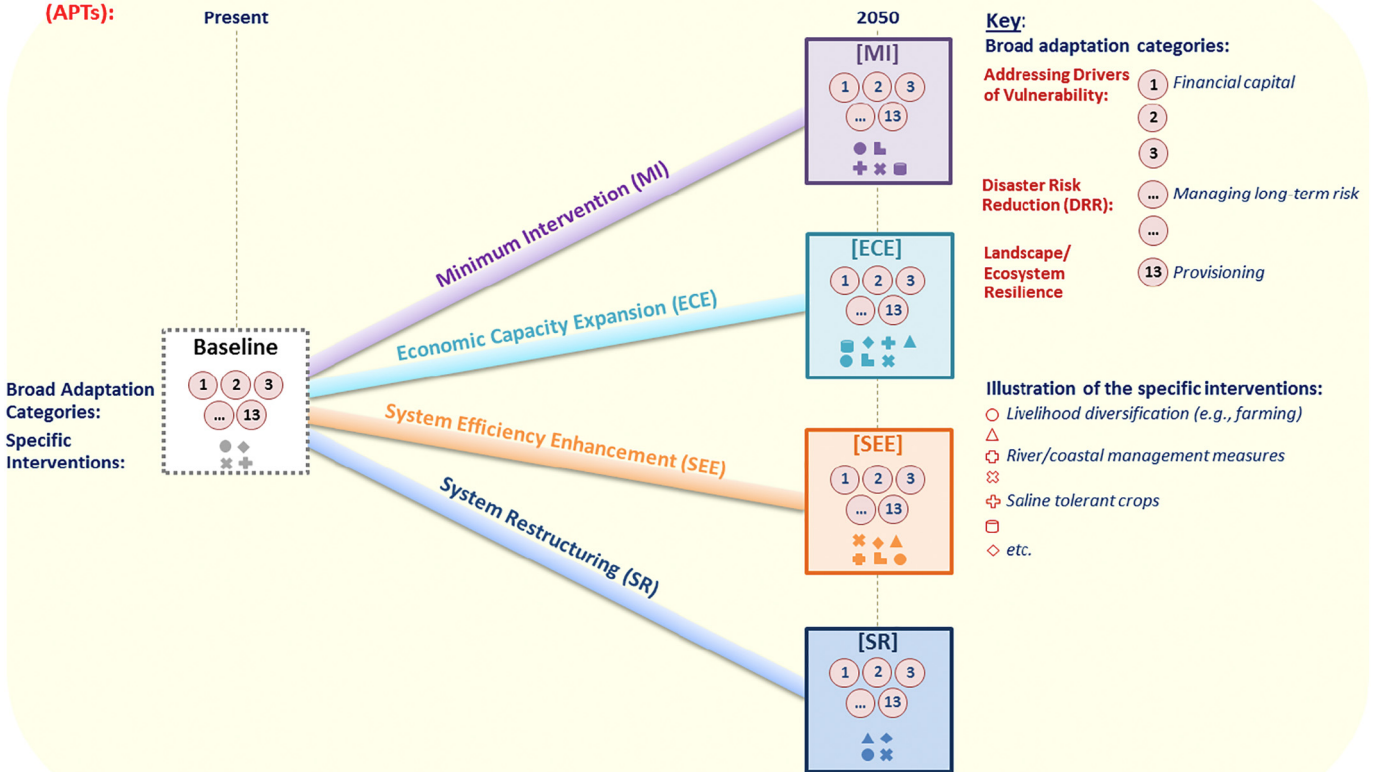 (APTs):
Present
2050
Key:
Broad adaptation categories:
Addressing Drivers
of Vulnerability:
1 Financial capital
2
3
Disaster Risk
Reduction (DRR):
... Managing long-term risk
...
Landscape/
Ecosystem
Resilience
13 Provisioning
[MI]
1 2 3
... 13
Minimum Intervention (MI)
[ECE]
1 2 3
... 13
Economic Capacity Expansion (ECE)
Baseline
1 2 3
... 13
Broad Adaptation
Categories:
Specific
Interventions:
System Efficiency Enhancement (SEE)
[SEE]
1 2 3
... 13
System Restructuring (SR)
[SR]
1 2 3
... 13
Illustration of the specific interventions:
Livelihood diversification (e.g., farming)
River/coastal management measures
Saline tolerant crops
etc.